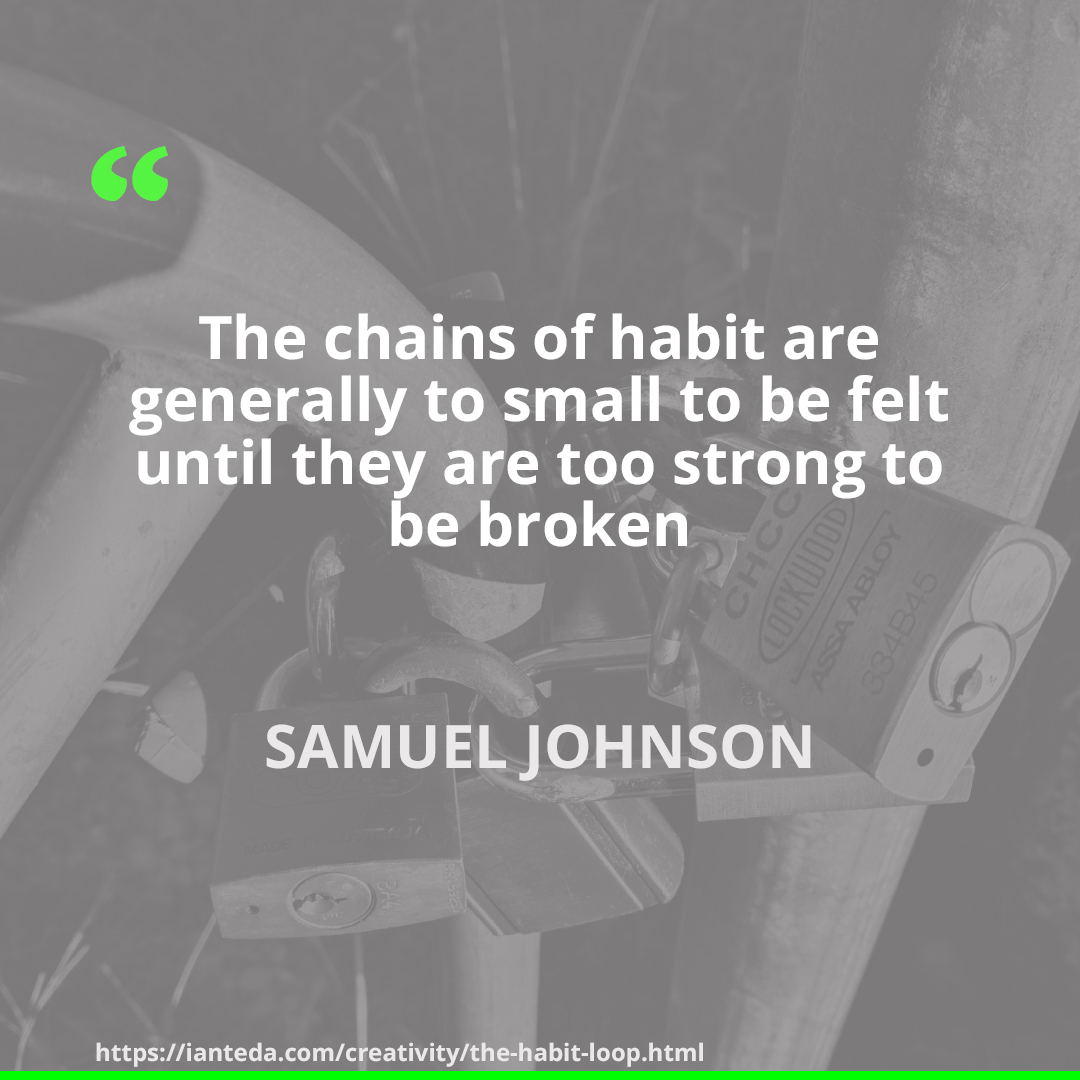 “
The chains of habit are
generally to small to be felt
until they are too strong to
be broken
CHCC
LOCKWOOD
ASSA ABLOY
334B45
SAMUEL JOHNSON
https://ianteda.com/creativity/the-habit-loop.html